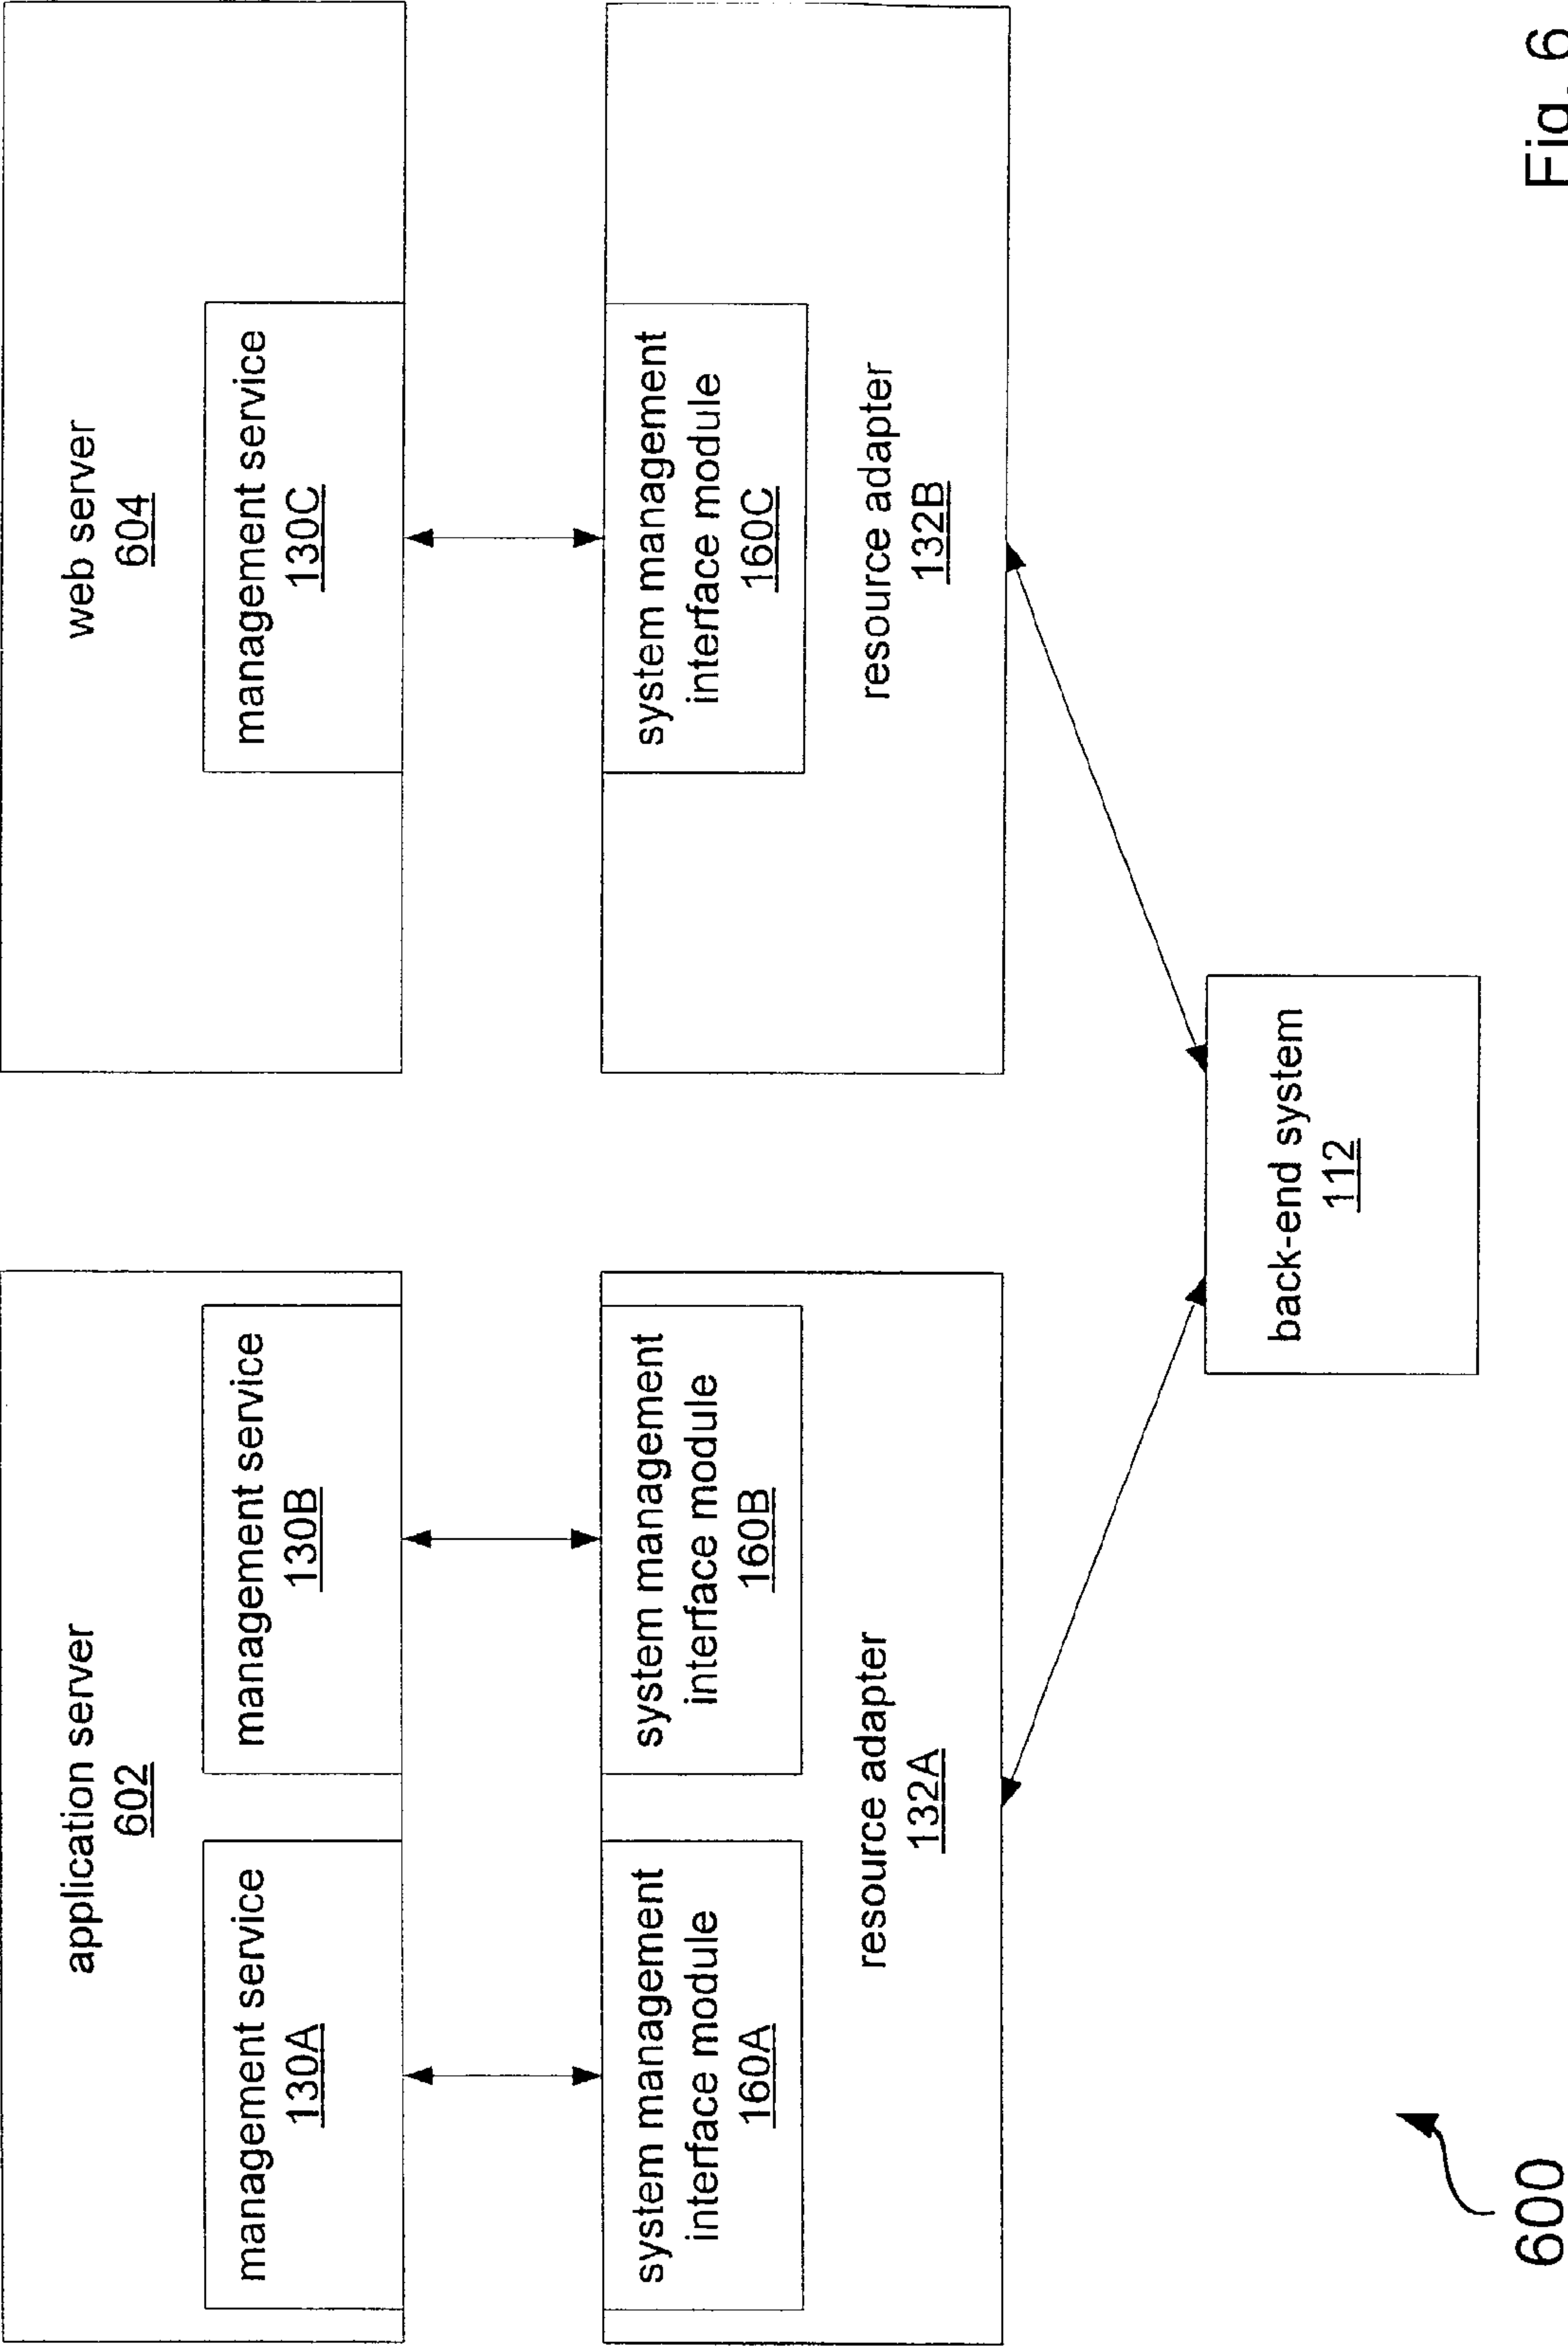 application server
602
management service
130A
management service
130B
system management
interface module
160A
system management
interface module
160B
resource adapter
132A
web server
604
management service
130C
system management
interface module
160C
resource adapter
132B
back-end system
112
600
Fig. 6